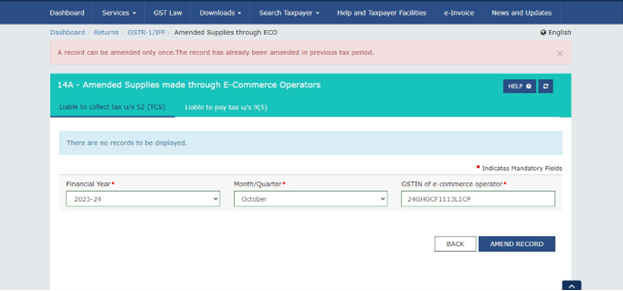 Dashboard Services GST Law Downloads Search Taxpayer Help and Taxpayer Facilities e-Invoice News and Updates
Dashboard › Returns › GSTR-1/IFF › Amended Supplies through ECO English
A record can be amended only once.The record has already been amended in previous tax period. ×
14A - Amended Supplies made through E-Commerce Operators HELP
Liable to collect tax u/s 52 (TCS) Liable to pay tax u/s 9(5)
There are no records to be displayed.
• Indicates Mandatory Fields
Financial Year• Month/Quarter• GSTIN of e-commerce operator•
2023-24 October 24GHGCF1113L1CP
BACK AMEND RECORD